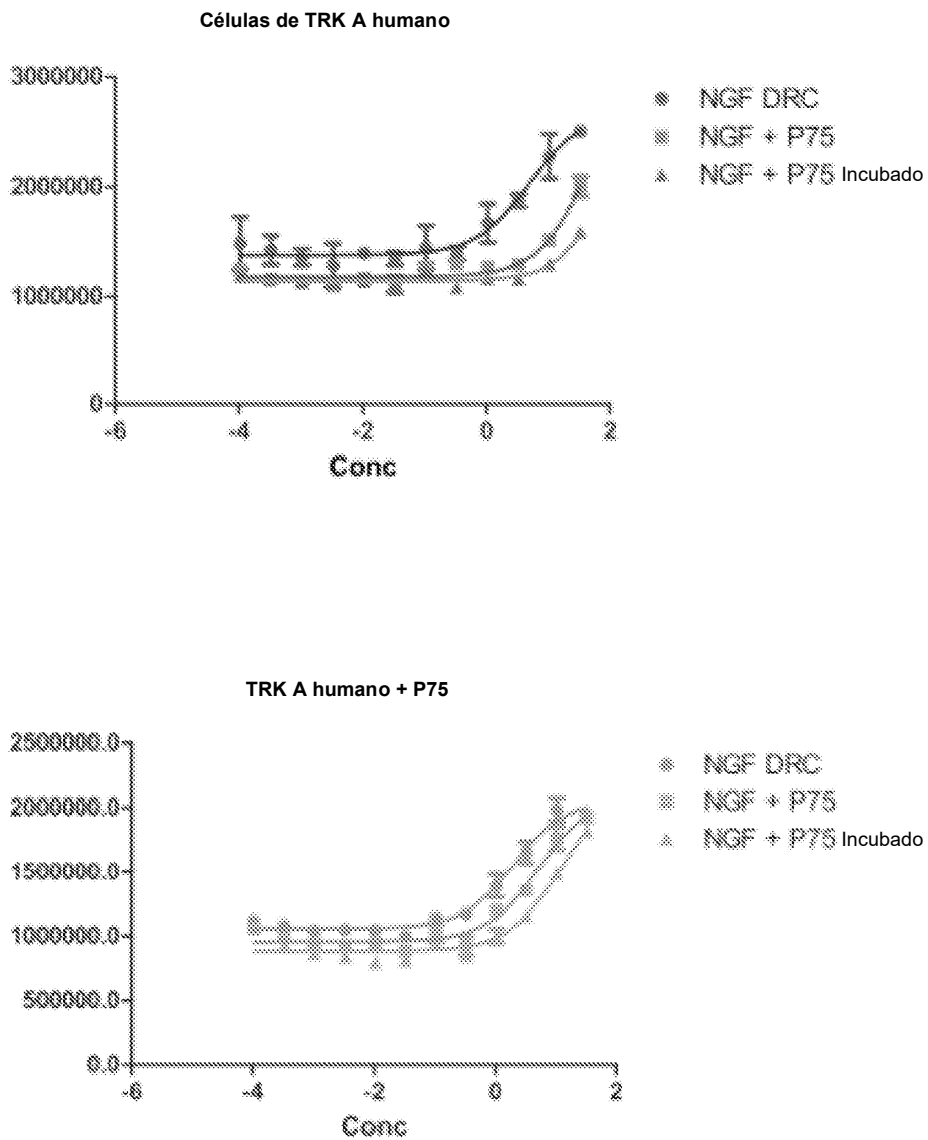 Células de TRK A humano
3000000
2000000
1000000
0
-6 -4 -2 0 2
Conc
NGF DRC
NGF + P75
NGF + P75 Incubado
TRK A humano + P75
2500000.0
2000000.0
1500000.0
1000000.0
500000.0
0.0
-6 -4 -2 0 2
Conc
NGF DRC
NGF + P75
NGF + P75 Incubado